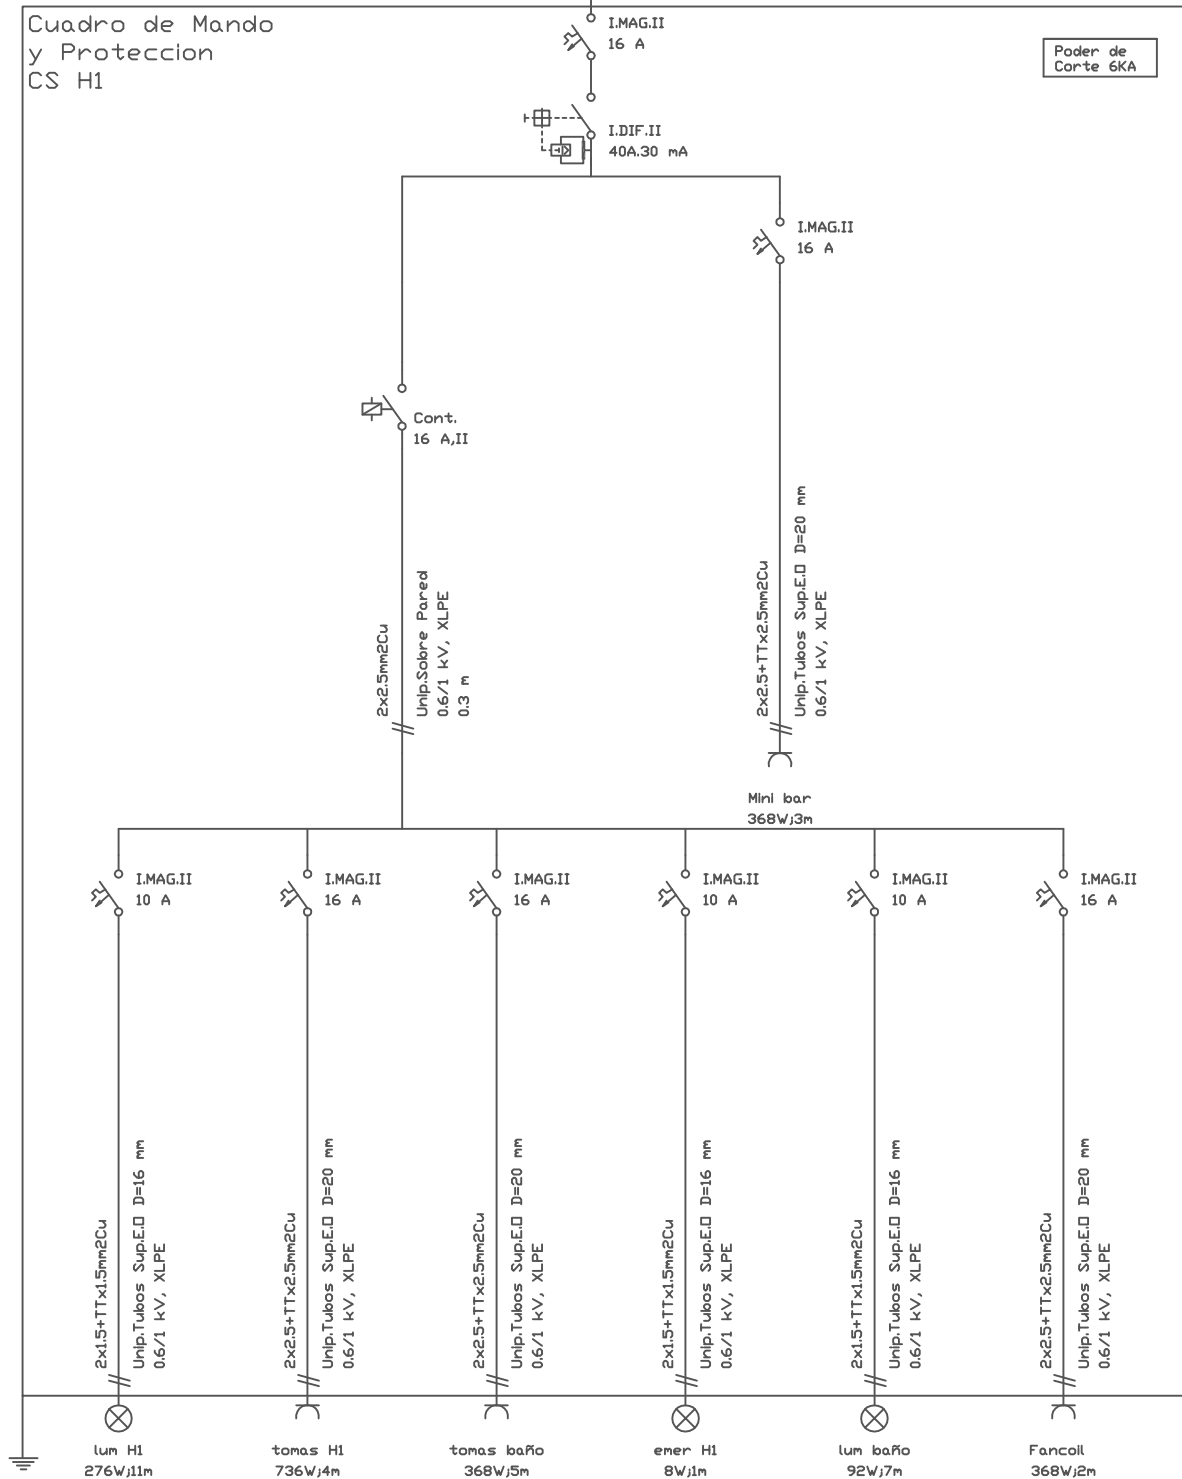 Cuadro de Mando
y Proteccion
CS H1
I.MAG.II
16 A
Poder de
Corte 6KA
I.DIF.II
40A.30 mA
I.MAG.II
16 A
Cont.
16 A,II
2x2.5mm2Cu
Unip.Sobre Pared
0.6/1 kV, XLPE
0.3 m
2x2.5+TTx2.5mm2Cu
Unip.Tubos Sup.E.□ D=20 mm
0.6/1 kV, XLPE
Mini bar
368W;3m
I.MAG.II
10 A
I.MAG.II
16 A
I.MAG.II
16 A
I.MAG.II
10 A
I.MAG.II
10 A
I.MAG.II
16 A
2x1.5+TTx1.5mm2Cu
Unip.Tubos Sup.E.□ D=16 mm
0.6/1 kV, XLPE
2x2.5+TTx2.5mm2Cu
Unip.Tubos Sup.E.□ D=20 mm
0.6/1 kV, XLPE
2x2.5+TTx2.5mm2Cu
Unip.Tubos Sup.E.□ D=20 mm
0.6/1 kV, XLPE
2x1.5+TTx1.5mm2Cu
Unip.Tubos Sup.E.□ D=16 mm
0.6/1 kV, XLPE
2x1.5+TTx1.5mm2Cu
Unip.Tubos Sup.E.□ D=16 mm
0.6/1 kV, XLPE
2x2.5+TTx2.5mm2Cu
Unip.Tubos Sup.E.□ D=20 mm
0.6/1 kV, XLPE
lum H1
276W;11m
tomas H1
736W;4m
tomas baño
368W;5m
emer H1
8W;1m
lum baño
92W;7m
Fancoil
368W;2m